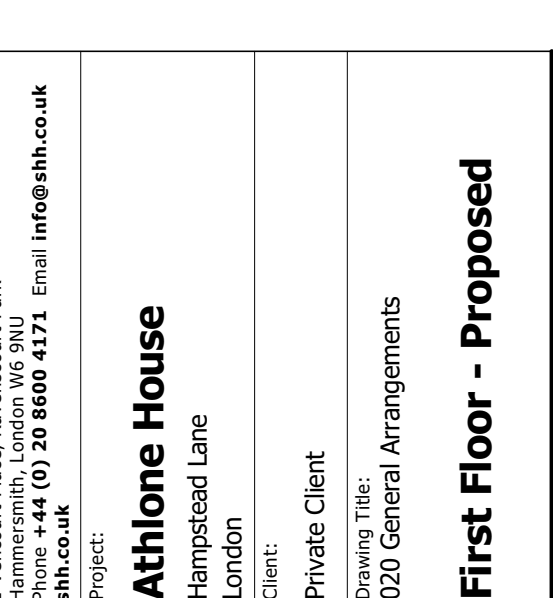 Hammersmith, London W6 9NU
Phone +44 (0) 20 8600 4171 Email info@shh.co.uk
shh.co.uk
Project:
Athlone House
Hampstead Lane
London
Client:
Private Client
Drawing Title:
020 General Arrangements
First Floor - Proposed